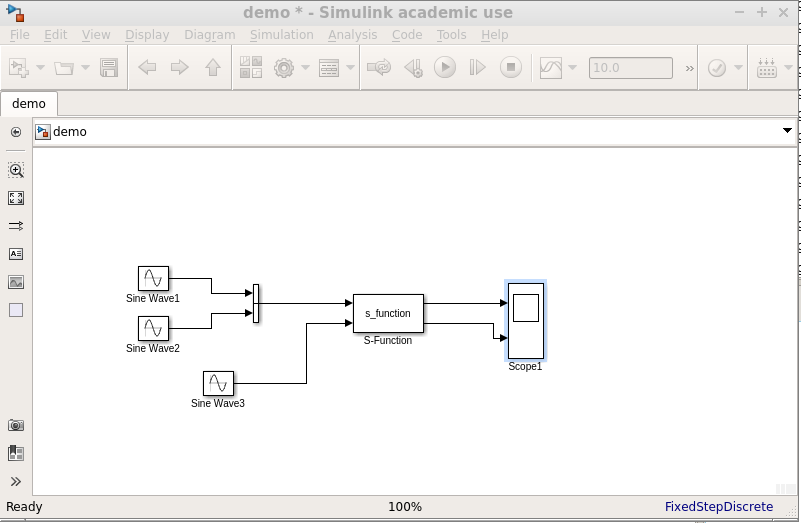 demo * - Simulink academic use
File Edit View Display Diagram Simulation Analysis Code Tools Help
10.0 »
demo
demo
Sine Wave1
Sine Wave2
s_function
S-Function
Scope1
Sine Wave3
Ready 100% FixedStepDiscrete